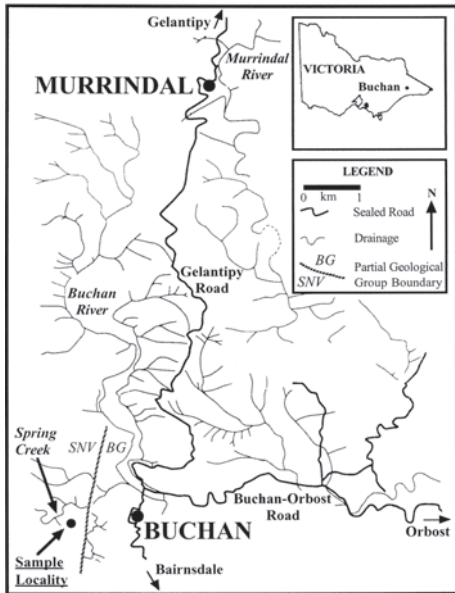 Gelantipy
MURRINDAL
Murrindal
River
VICTORIA
Buchan
LEGEND
0 km 1
N
Sealed Road
Drainage
BG
SNV
Partial Geological
Group Boundary
Gelantipy
Road
Buchan
River
Spring
Creek
SNV
BG
Buchan-Orbost
Road
BUCHAN
Orbost
Sample
Locality
Bairnsdale